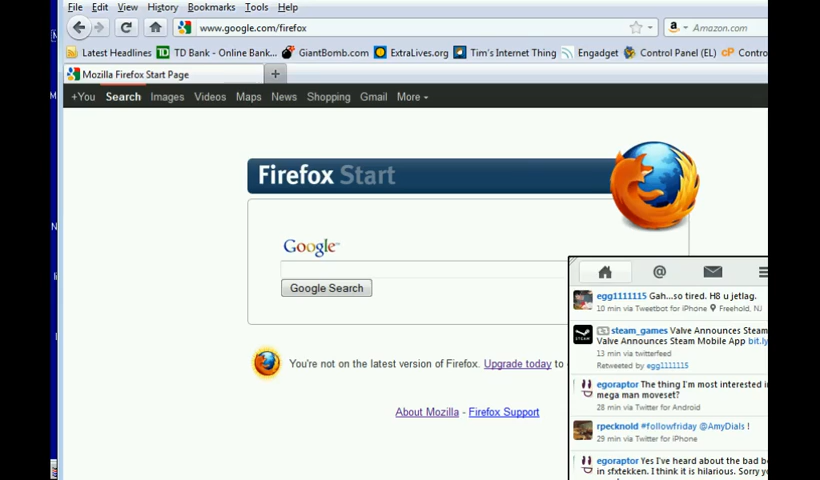 File Edit View History Bookmarks Tools Help
www.google.com/firefox
Amazon.com
Latest Headlines TD Bank - Online Bank... GiantBomb.com ExtraLives.org Tim's Internet Thing Engadget Control Panel (EL) Contro
Mozilla Firefox Start Page +
+You Search Images Videos Maps News Shopping Gmail More
Firefox Start
Google™
Google Search
You're not on the latest version of Firefox. Upgrade today to
About Mozilla - Firefox Support
@
egg1111115 Gah...so tired. H8 u jetlag.
10 min via Tweetbot for iPhone Freehold, NJ
steam_games Valve Announces Steam
Valve Announces Steam Mobile App bit.ly
13 min via twitterfeed
Retweeted by egg1111115
egoraptor The thing I'm most interested i
mega man moveset?
28 min via Twitter for Android
rpecknold #followfriday @AmyDials !
29 min via Twitter for iPhone
egoraptor Yes I've heard about the bad b
in sfxtekken. I think it is hilarious. Sorry yo